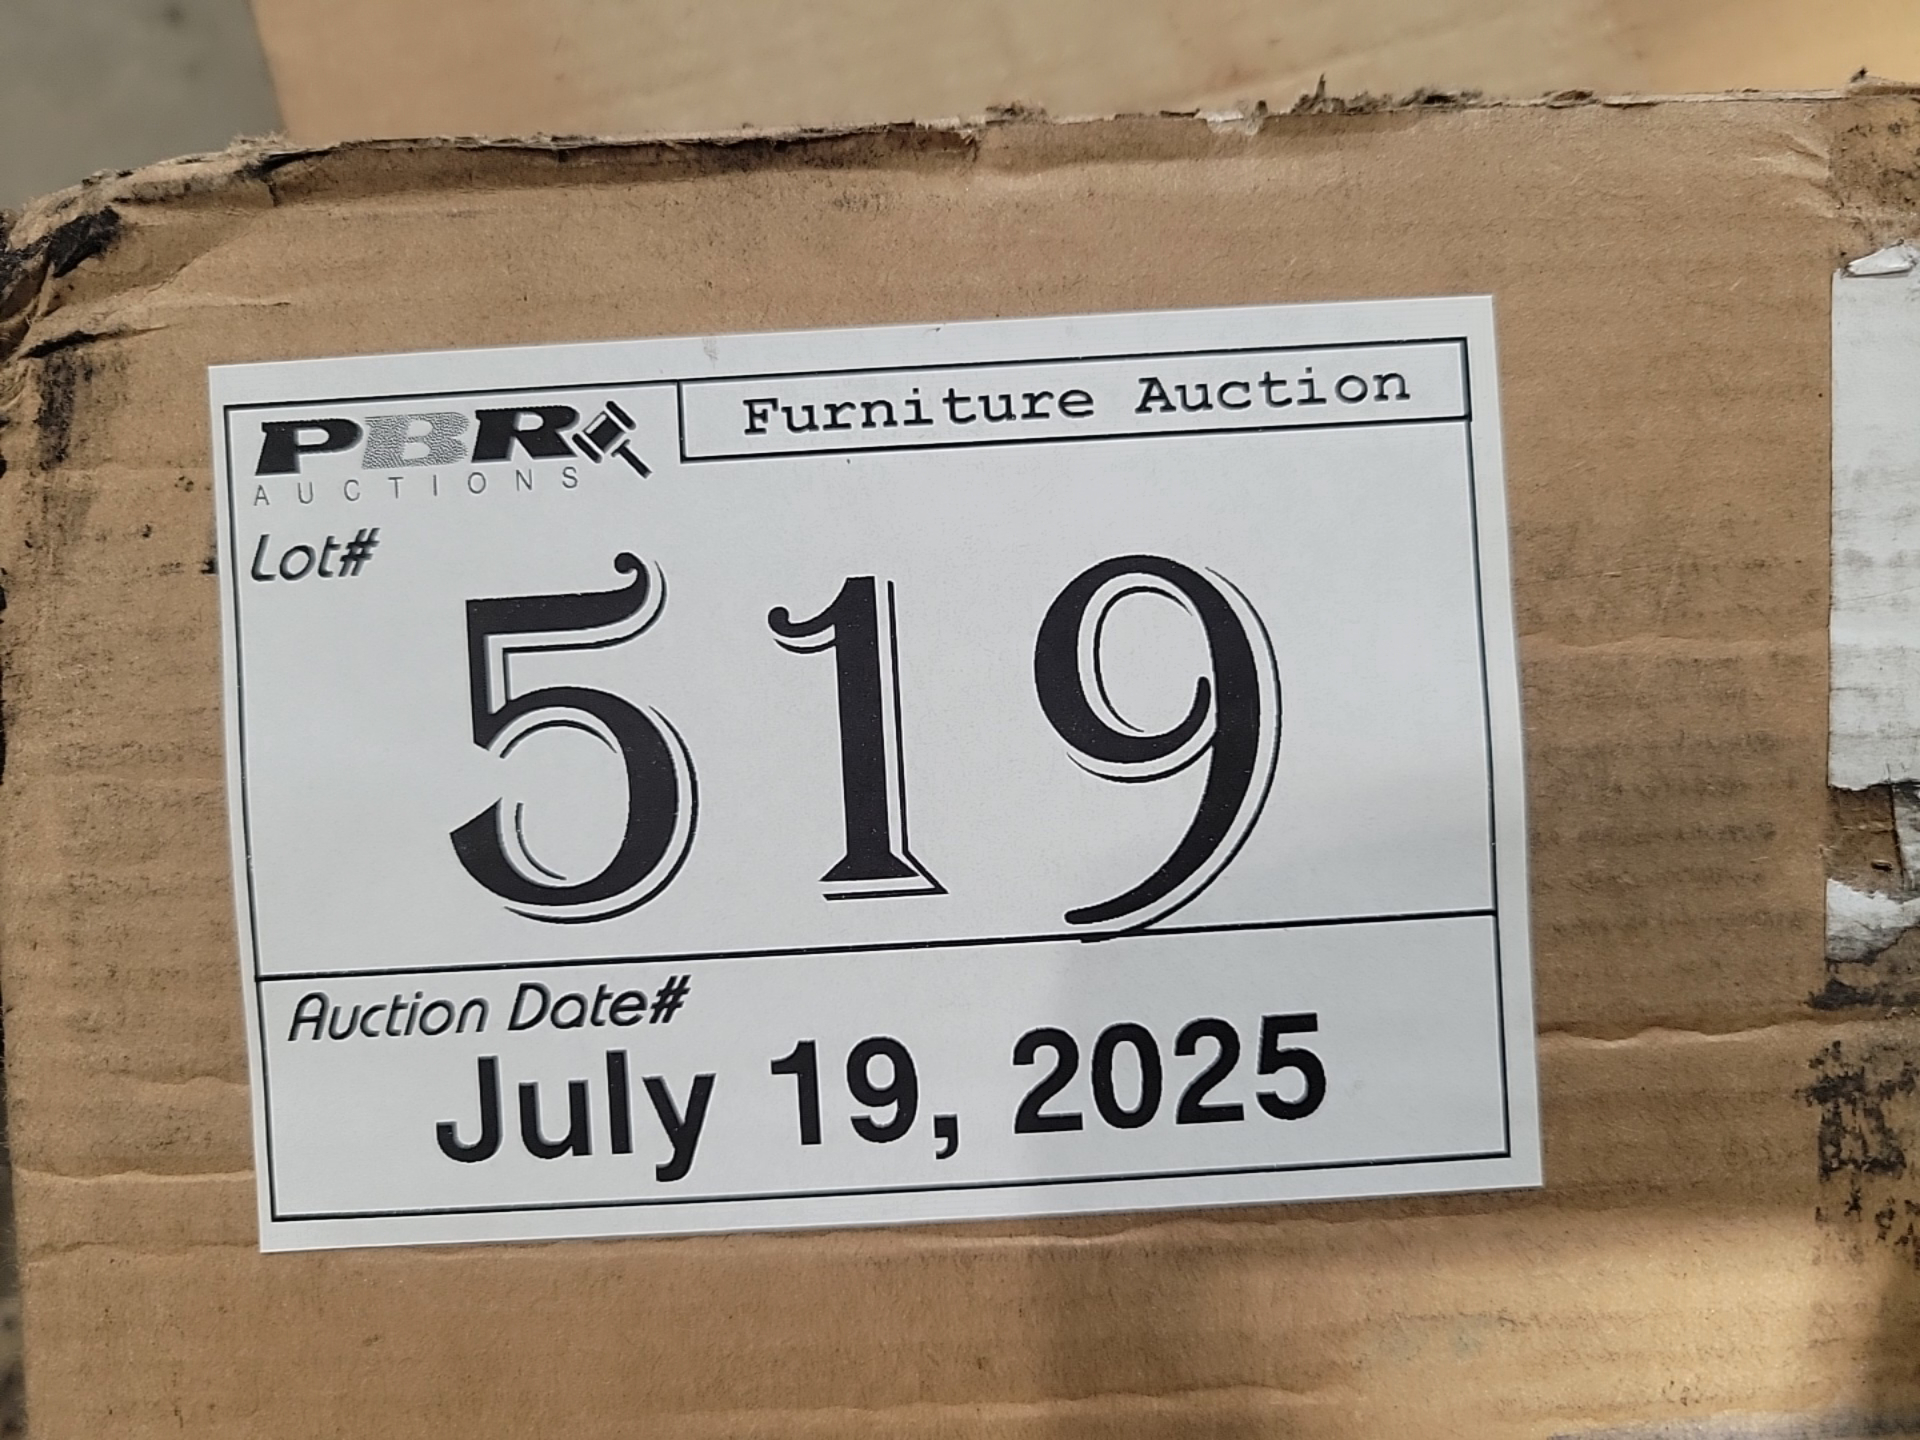 PBR
AUCTIONS
Furniture Auction
Lot#
519
Auction Date#
July 19, 2025